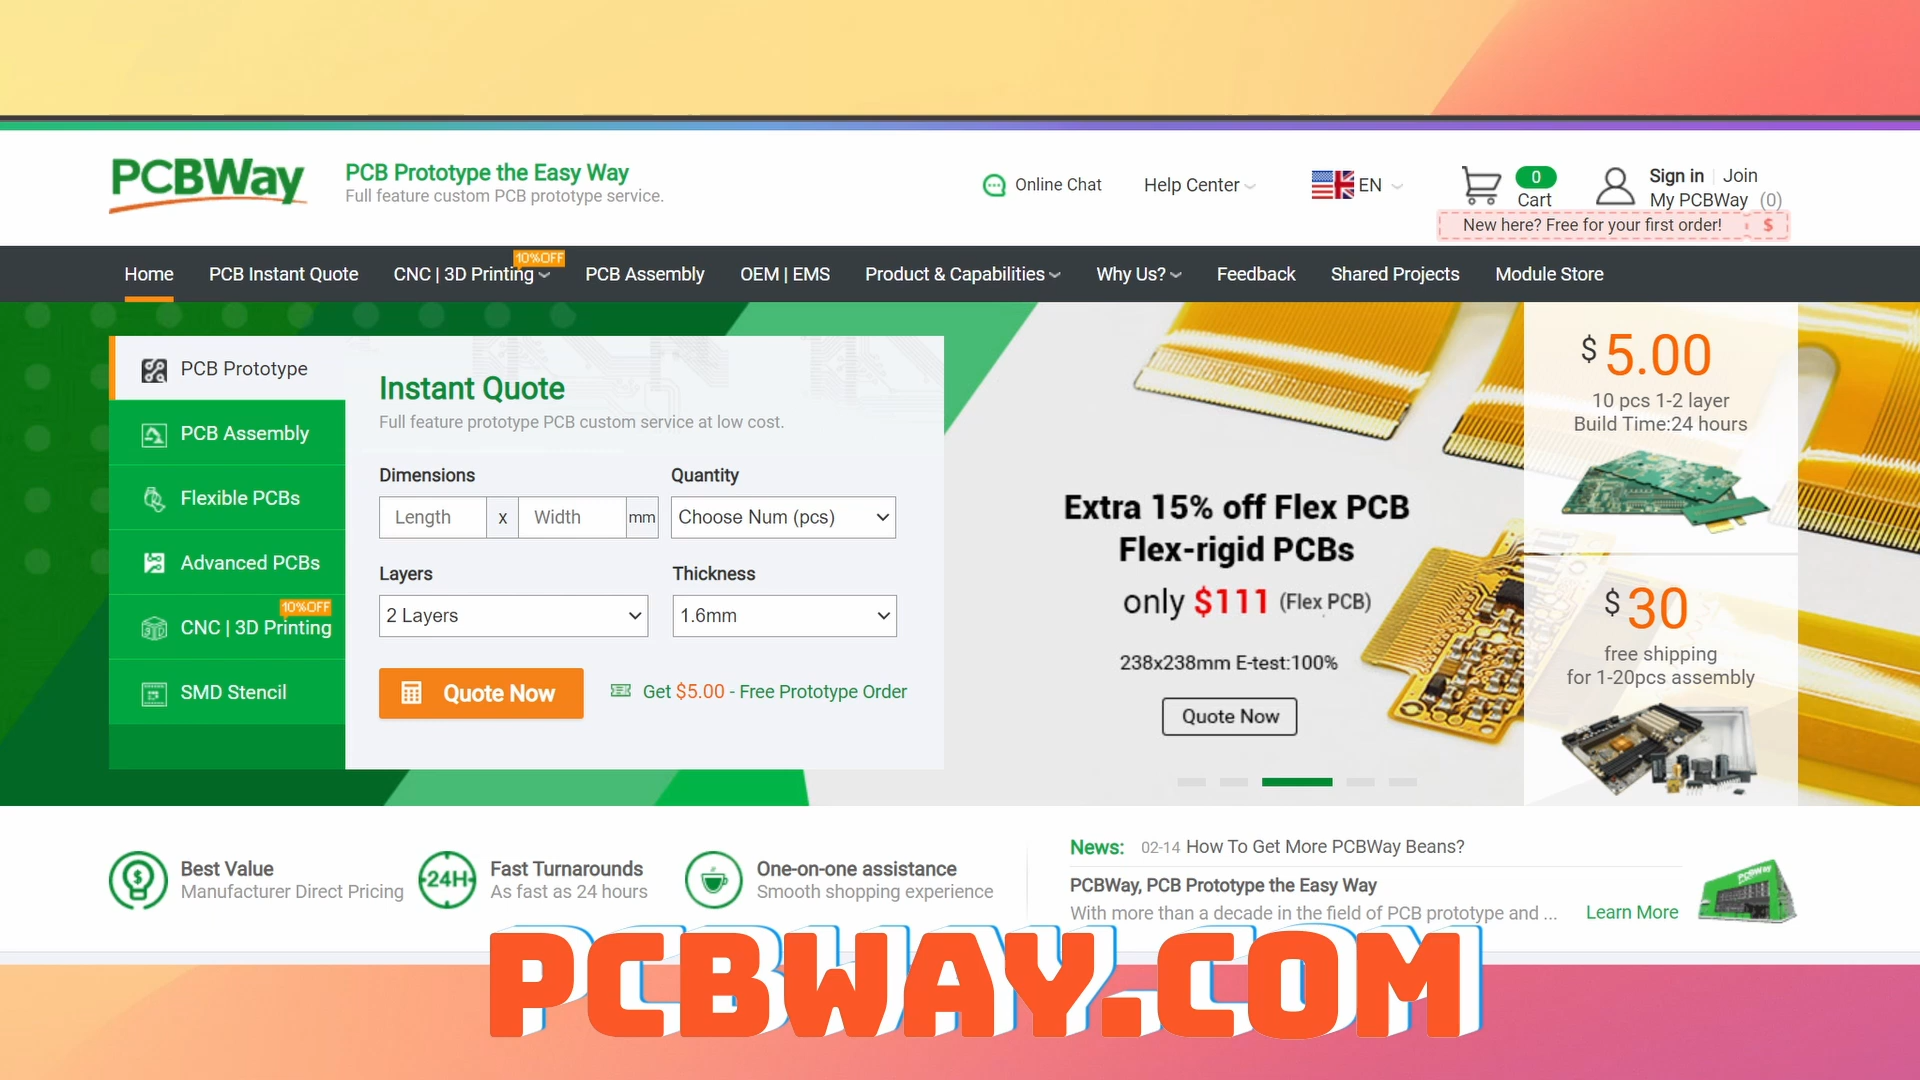 PCBWay
PCB Prototype the Easy Way
Full feature custom PCB prototype service.
Online Chat
Help Center
EN
0
Cart
Sign in | Join
My PCBWay (0)
New here? Free for your first order! $
Home
PCB Instant Quote
CNC | 3D Printing
10%OFF
PCB Assembly
OEM | EMS
Product & Capabilities
Why Us?
Feedback
Shared Projects
Module Store
PCB Prototype
PCB Assembly
Flexible PCBs
Advanced PCBs
10%OFF
CNC | 3D Printing
SMD Stencil
Instant Quote
Full feature prototype PCB custom service at low cost.
Dimensions
Quantity
Length x Width mm
Choose Num (pcs)
Layers
Thickness
2 Layers
1.6mm
Quote Now
Get $5.00 - Free Prototype Order
Extra 15% off Flex PCB
Flex-rigid PCBs
only $111 (Flex PCB)
238x238mm E-test:100%
Quote Now
$ 5.00
10 pcs 1-2 layer
Build Time:24 hours
$ 30
free shipping
for 1-20pcs assembly
Best Value
Manufacturer Direct Pricing
24H
Fast Turnarounds
As fast as 24 hours
One-on-one assistance
Smooth shopping experience
News: 02-14 How To Get More PCBWay Beans?
PCBWay, PCB Prototype the Easy Way
With more than a decade in the field of PCB prototype and ...
Learn More
PCBWay
PCBWAY.COM